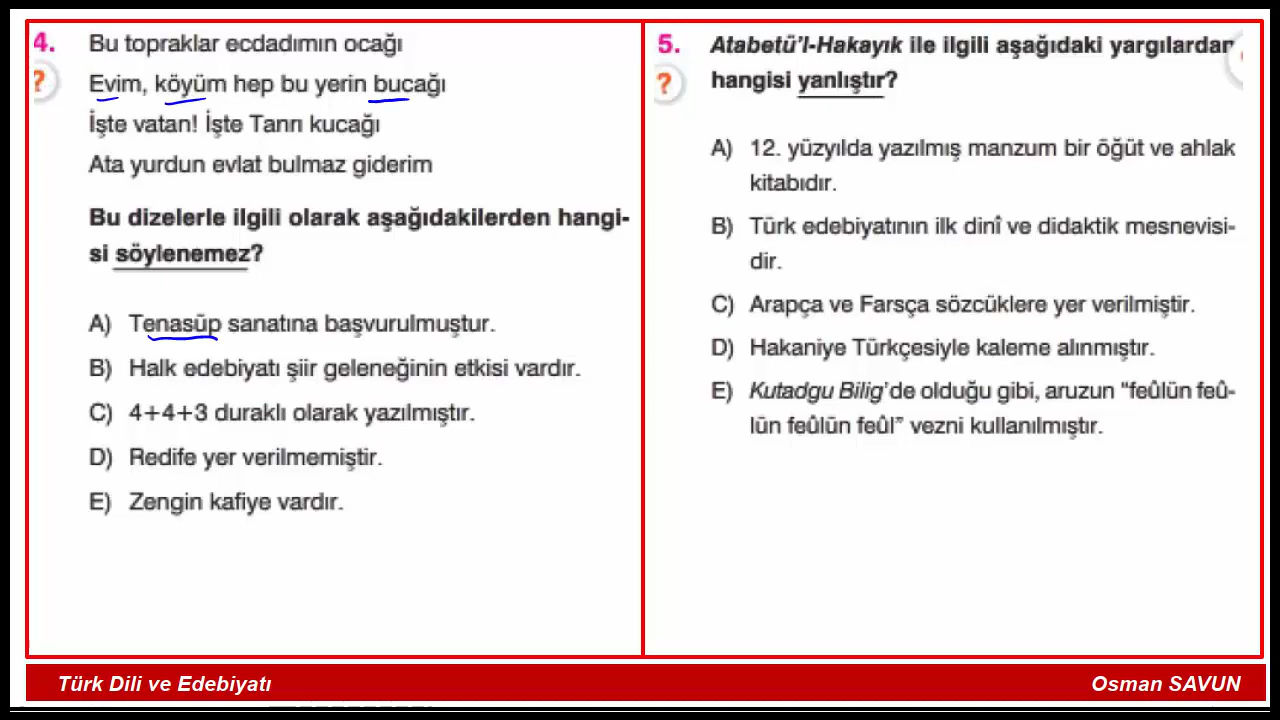 4. Bu topraklar ecdadımın ocağı
? Evim, köyüm hep bu yerin bucağı
İşte vatan! İşte Tanrı kucağı
Ata yurdun evlat bulmaz giderim
Bu dizelerle ilgili olarak aşağıdakilerden hangi-
si söylenemez?
A) Tenasüp sanatına başvurulmuştur.
B) Halk edebiyatı şiir geleneğinin etkisi vardır.
C) 4+4+3 duraklı olarak yazılmıştır.
D) Redife yer verilmemiştir.
E) Zengin kafiye vardır.
5. Atabetü’l-Hakayık ile ilgili aşağıdaki yargılardan
? hangisi yanlıştır?
A) 12. yüzyılda yazılmış manzum bir öğüt ve ahlak
kitabıdır.
B) Türk edebiyatının ilk dinî ve didaktik mesnevisi-
dir.
C) Arapça ve Farsça sözcüklere yer verilmiştir.
D) Hakaniye Türkçesiyle kaleme alınmıştır.
E) Kutadgu Bilig’de olduğu gibi, aruzun “feûlün feû-
lün feûlün feûl” vezni kullanılmıştır.
Türk Dili ve Edebiyatı
Osman SAVUN